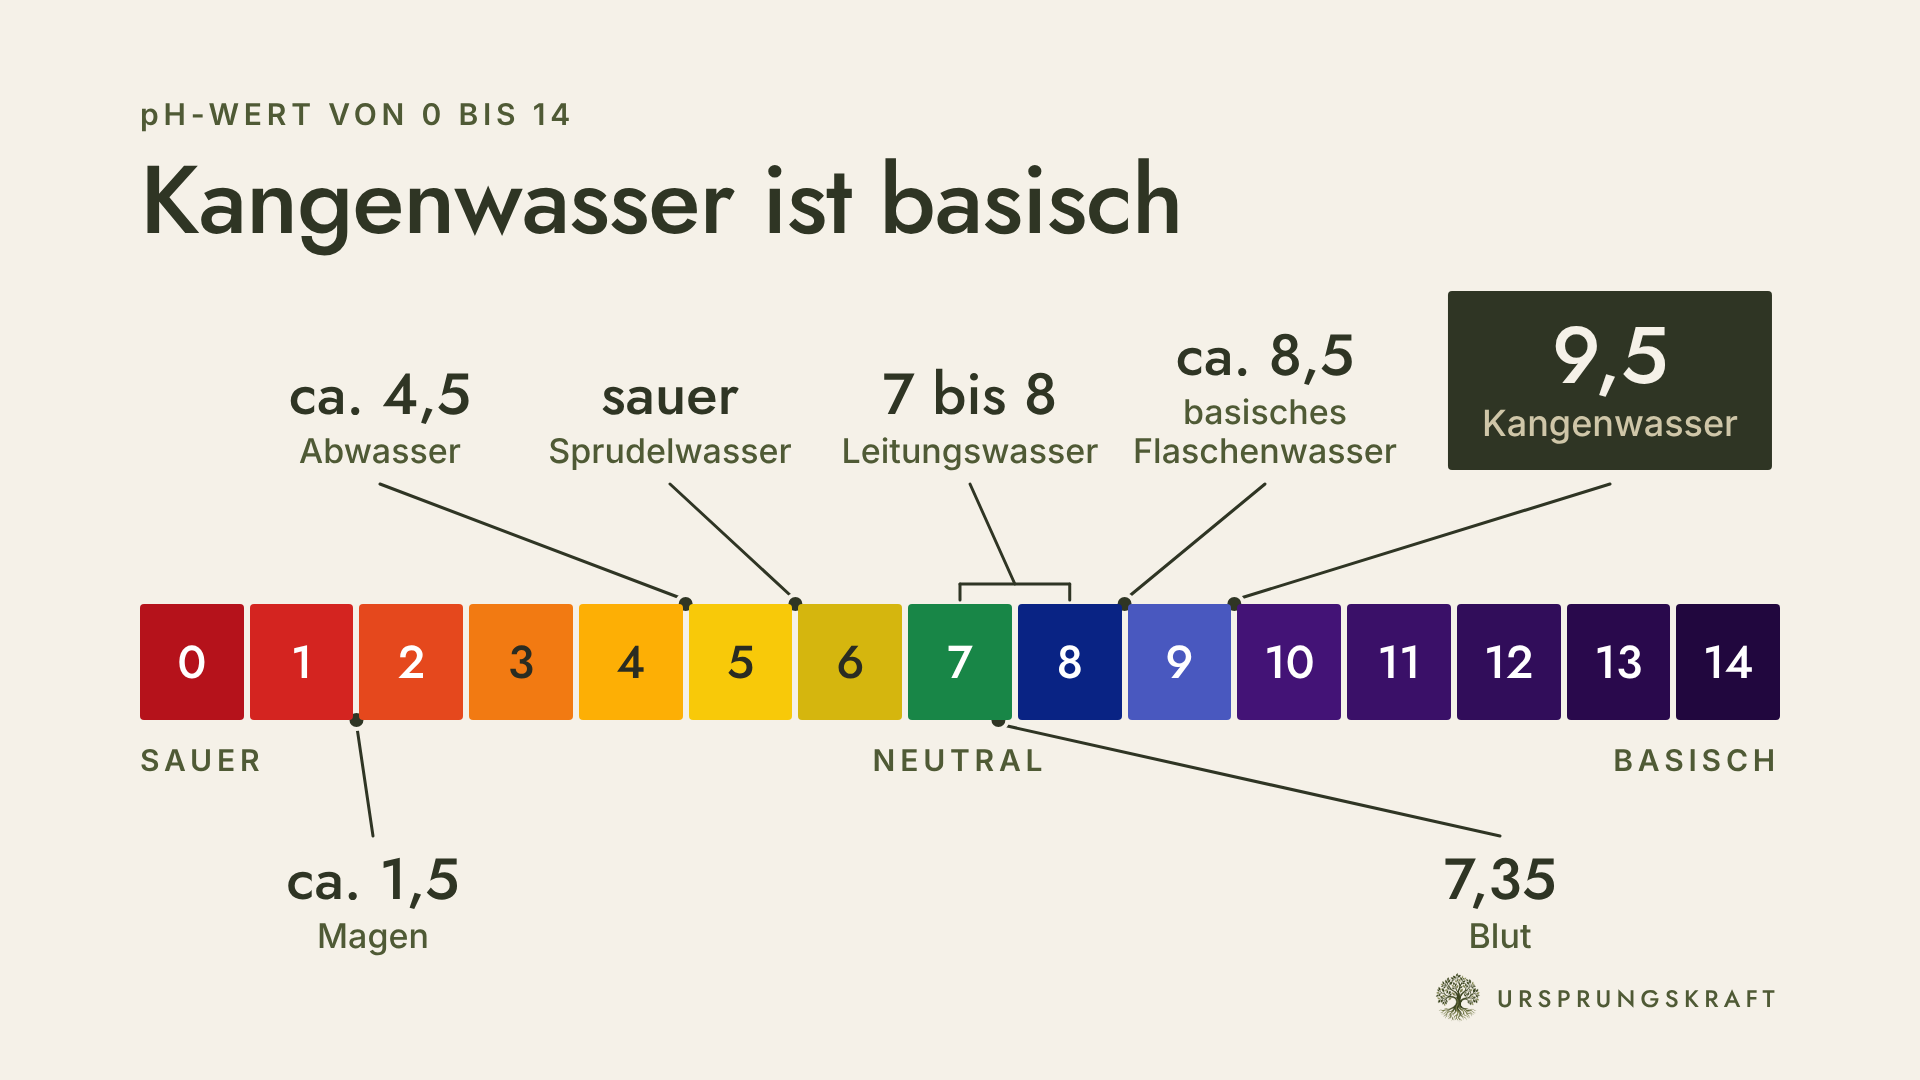 pH-WERT VON 0 BIS 14
Kangenwasser ist basisch
ca. 4,5
Abwasser
sauer
Sprudelwasser
7 bis 8
Leitungswasser
ca. 8,5
basisches
Flaschenwasser
9,5
Kangenwasser
0 1 2 3 4 5 6 7 8 9 10 11 12 13 14
SAUER NEUTRAL BASISCH
ca. 1,5
Magen
7,35
Blut
URSPRUNGSKRAFT